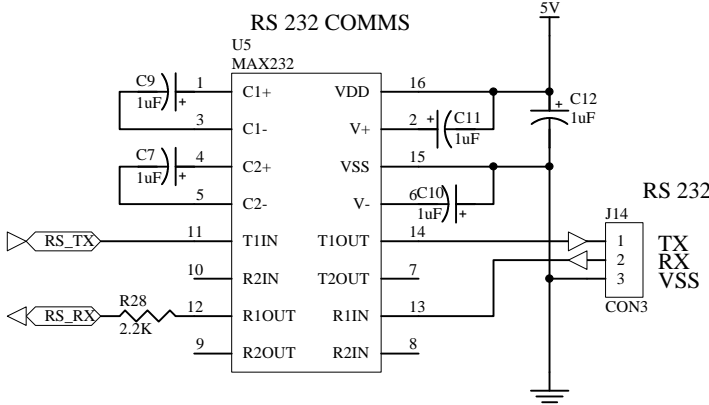 RS 232 COMMS
5V
U5
MAX232
C9
1uF
+
1
C1+
VDD
16
C12
1uF
+
3
C1-
V+
2
+
C11
1uF
C7
1uF
+
4
C2+
VSS
15
5
C2-
V-
6
C10
1uF
+
RS 232
J14
RS_TX
11
T1IN
T1OUT
14
1
TX
2
RX
3
VSS
CON3
10
R2IN
T2OUT
7
RS_RX
R28
2.2K
12
R1OUT
R1IN
13
9
R2OUT
R2IN
8